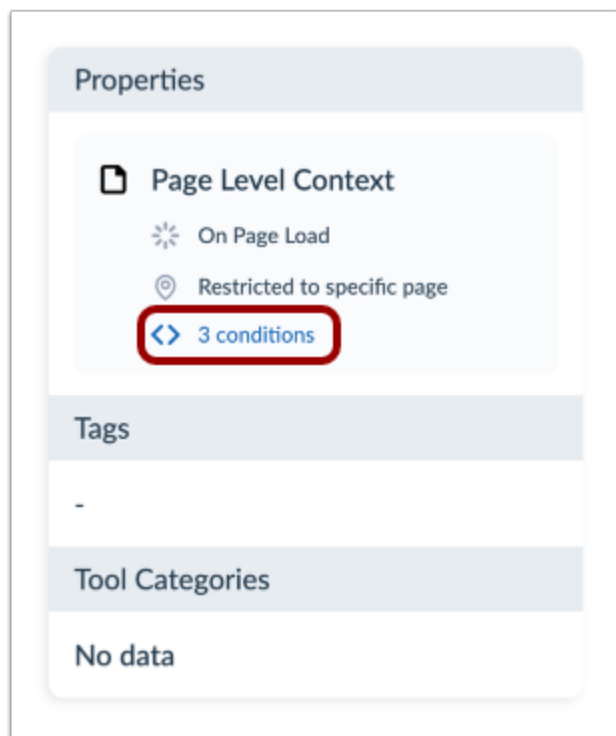 Properties
Page Level Context
On Page Load
Restricted to specific page
<> 3 conditions
Tags
-
Tool Categories
No data